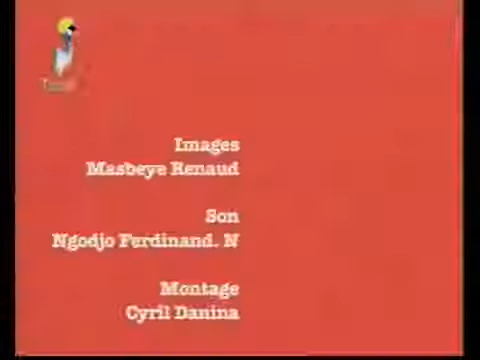 Images
Masbeye Renaud
Son
Ngodjo Ferdinand. N
Montage
Cyril Danina